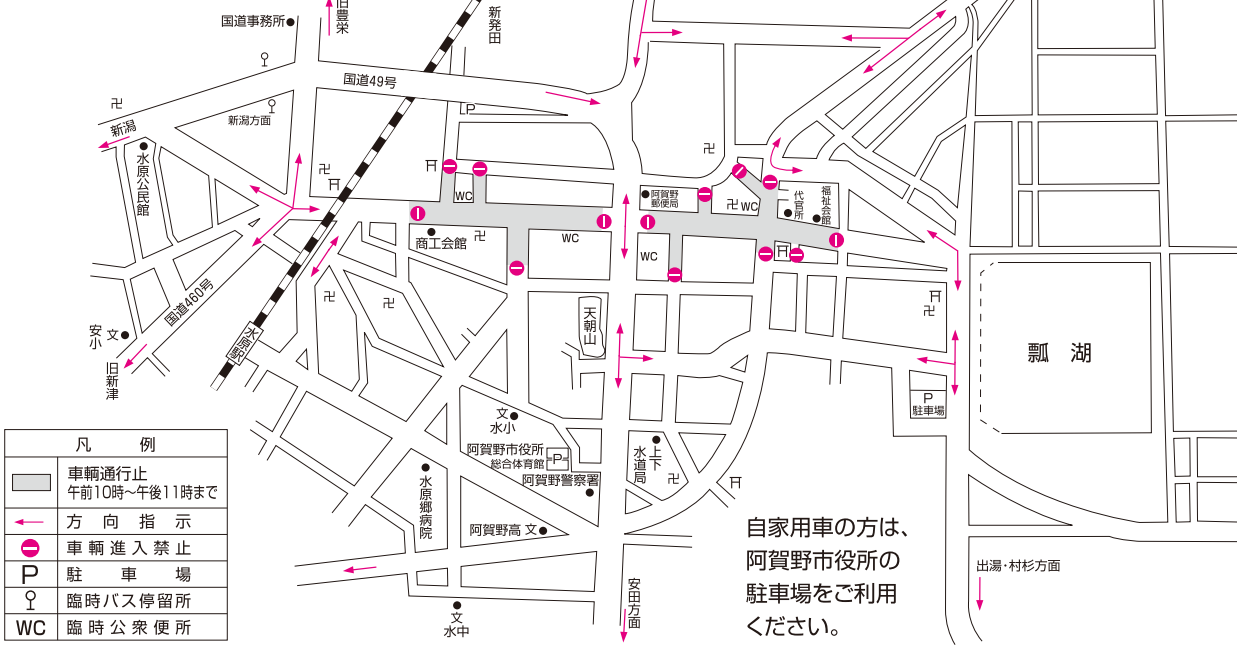 国道事務所
旧豊栄
新発田
国道49号
P
新潟
新潟方面
水原公民館
WC
阿賀野
郵便局
WC
代官所
福祉会館
商工会館
WC
WC
国道460号
天朝山
安小
文
水原駅
旧新津
瓢湖
P
駐車場
文
水小
阿賀野市役所
総合体育館
P
阿賀野警察署
上下
水道局
水原郷病院
阿賀野高 文
文
水中
安田方面
出湯・村杉方面
自家用車の方は、
阿賀野市役所の
駐車場をご利用
ください。
凡 例
車輌通行止
午前10時〜午後11時まで
方向指示
車輌進入禁止
P 駐車場
臨時バス停留所
WC 臨時公衆便所